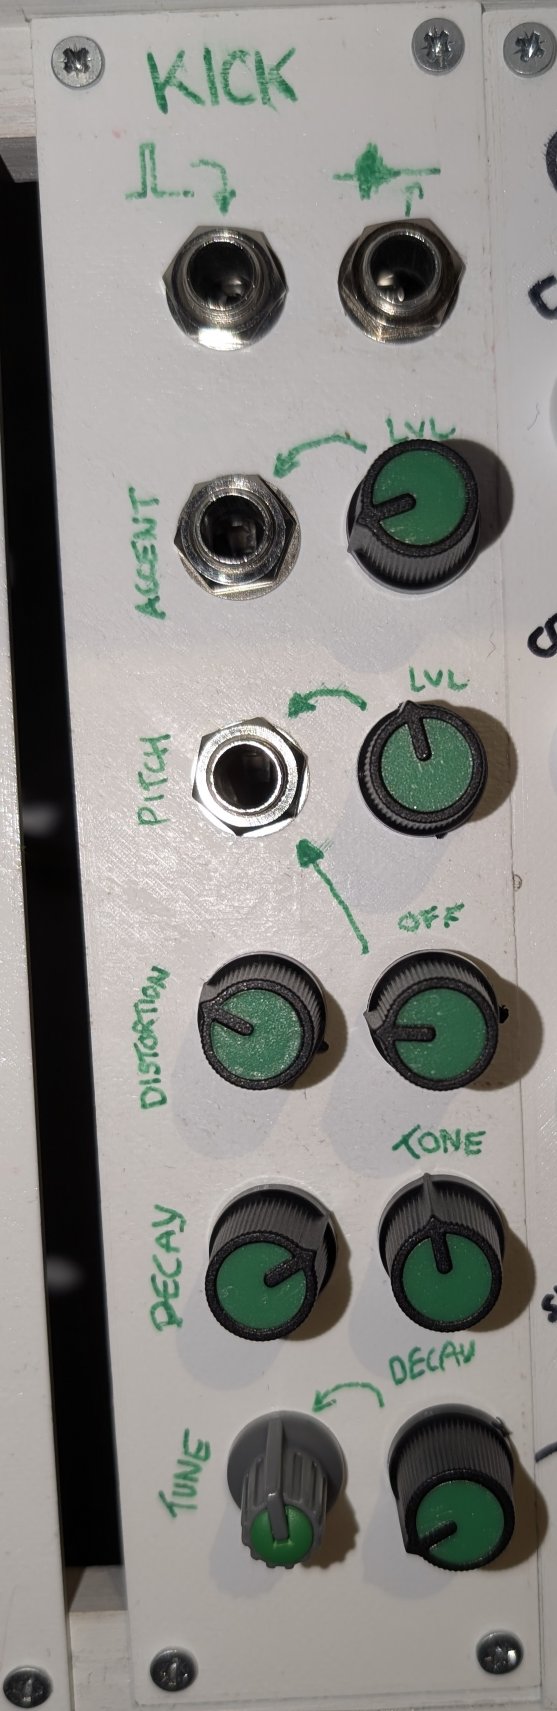 KICK
LVL
ACCENT
LVL
PITCH
OFF
DISTORTION
TONE
DECAY
DECAY
TUNE